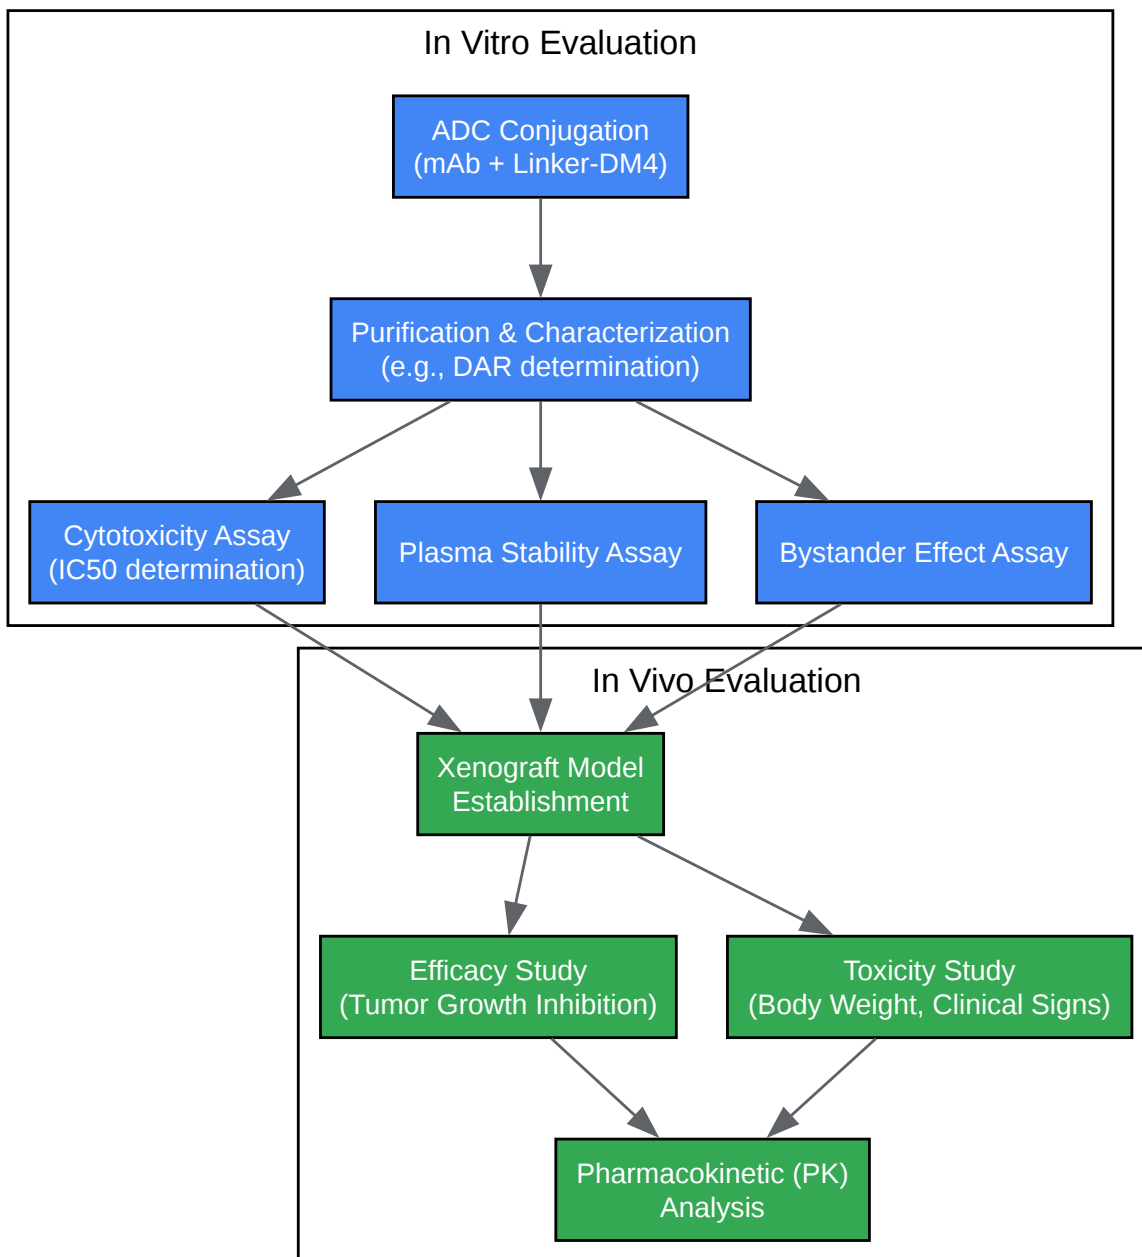 In Vitro Evaluation
ADC Conjugation
(mAb + Linker-DM4)
Purification & Characterization
(e.g., DAR determination)
Cytotoxicity Assay
(IC50 determination)
Plasma Stability Assay
Bystander Effect Assay
In Vivo Evaluation
Xenograft Model
Establishment
Efficacy Study
(Tumor Growth Inhibition)
Toxicity Study
(Body Weight, Clinical Signs)
Pharmacokinetic (PK)
Analysis